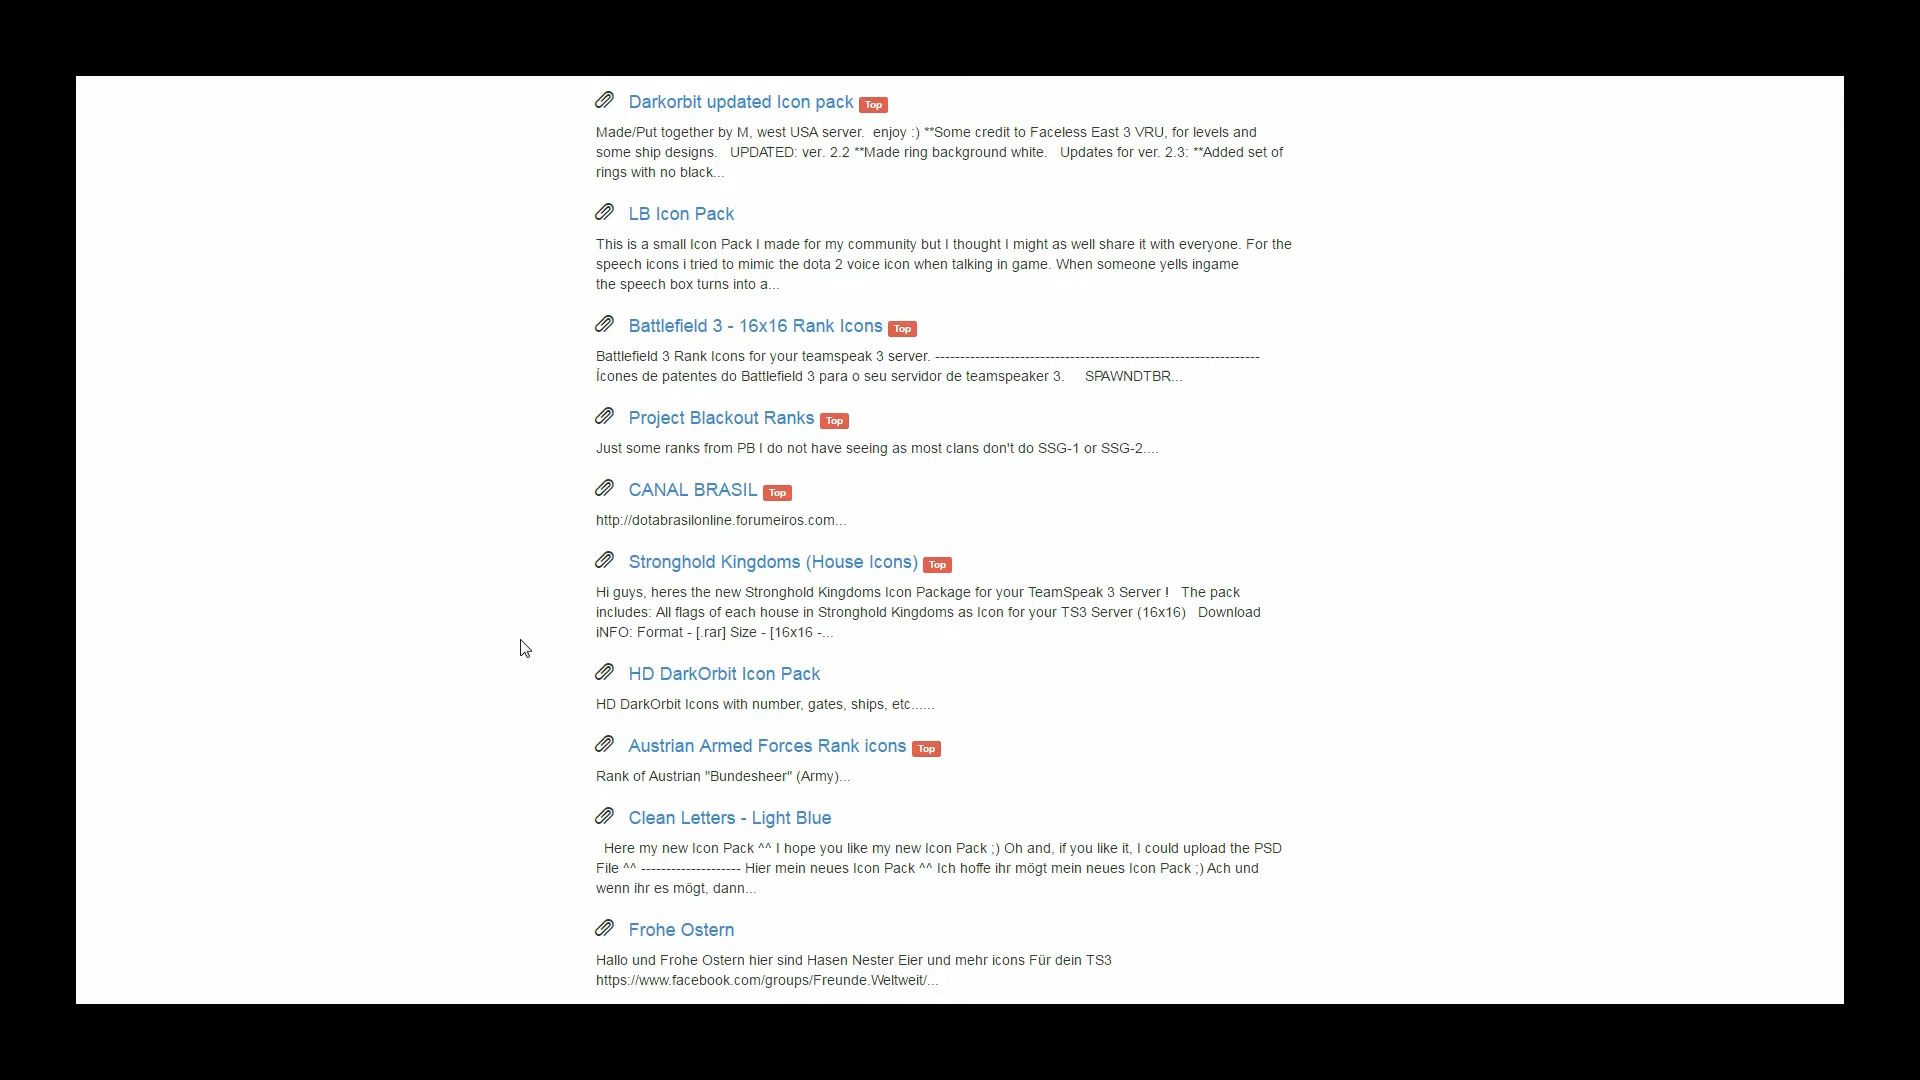 Darkorbit updated Icon pack Top
Made/Put together by M, west USA server.  enjoy :) **Some credit to Faceless East 3 VRU, for levels and
some ship designs.   UPDATED: ver. 2.2 **Made ring background white.   Updates for ver. 2.3: **Added set of
rings with no black...
LB Icon Pack
This is a small Icon Pack I made for my community but I thought I might as well share it with everyone. For the
speech icons i tried to mimic the dota 2 voice icon when talking in game. When someone yells ingame
the speech box turns into a...
Battlefield 3 - 16x16 Rank Icons Top
Battlefield 3 Rank Icons for your teamspeak 3 server. -----------------------------------------------------------------
Ícones de patentes do Battlefield 3 para o seu servidor de teamspeaker 3.     SPAWNDTBR...
Project Blackout Ranks Top
Just some ranks from PB I do not have seeing as most clans don't do SSG-1 or SSG-2....
CANAL BRASIL Top
http://dotabrasilonline.forumeiros.com...
Stronghold Kingdoms (House Icons) Top
Hi guys, heres the new Stronghold Kingdoms Icon Package for your TeamSpeak 3 Server !   The pack
includes: All flags of each house in Stronghold Kingdoms as Icon for your TS3 Server (16x16)   Download
iNFO: Format - [.rar] Size - [16x16 -...
HD DarkOrbit Icon Pack
HD DarkOrbit Icons with number, gates, ships, etc......
Austrian Armed Forces Rank icons Top
Rank of Austrian "Bundesheer" (Army)...
Clean Letters - Light Blue
Here my new Icon Pack ^^ I hope you like my new Icon Pack ;) Oh and, if you like it, I could upload the PSD
File ^^ -------------------- Hier mein neues Icon Pack ^^ Ich hoffe ihr mögt mein neues Icon Pack ;) Ach und
wenn ihr es mögt, dann...
Frohe Ostern
Hallo und Frohe Ostern hier sind Hasen Nester Eier und mehr icons Für dein TS3
https://www.facebook.com/groups/Freunde.Weltweit/...